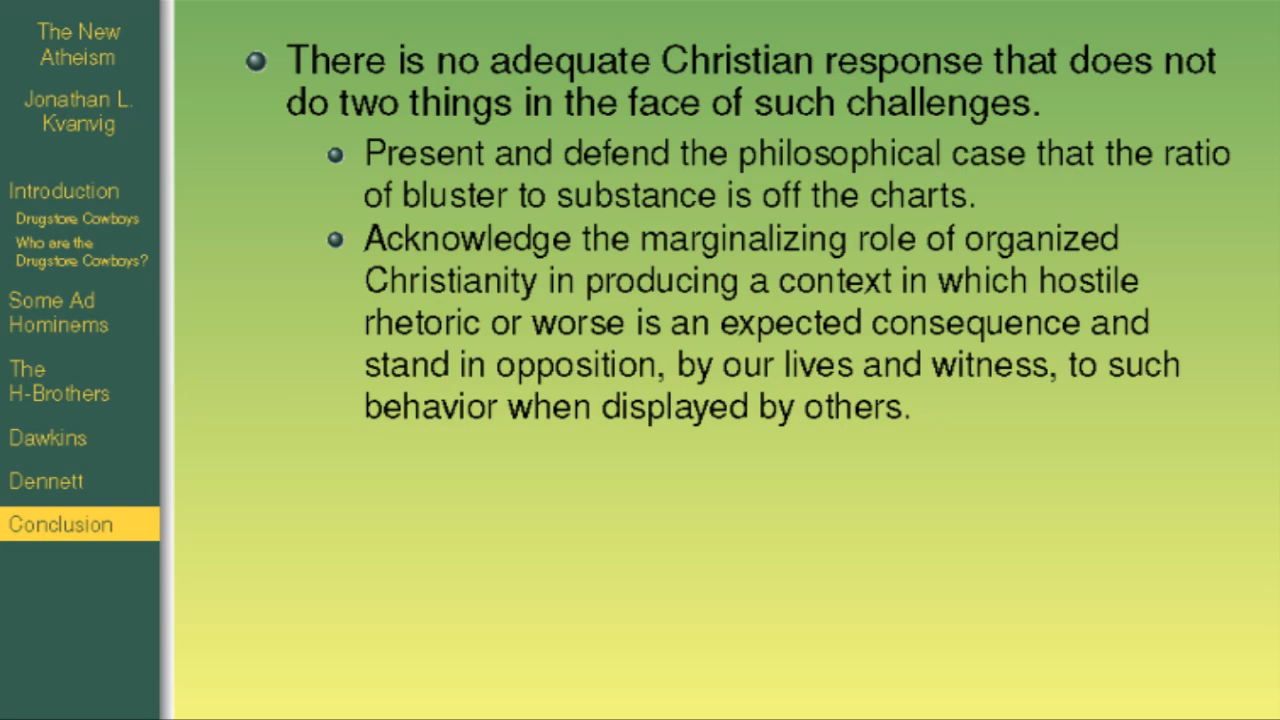 The New
Atheism
Jonathan L.
Kvanvig
Introduction
Drugstore Cowboys
Who are the
Drugstore Cowboys?
Some Ad
Hominems
The
H-Brothers
Dawkins
Dennett
Conclusion
There is no adequate Christian response that does not
do two things in the face of such challenges.
Present and defend the philosophical case that the ratio
of bluster to substance is off the charts.
Acknowledge the marginalizing role of organized
Christianity in producing a context in which hostile
rhetoric or worse is an expected consequence and
stand in opposition, by our lives and witness, to such
behavior when displayed by others.